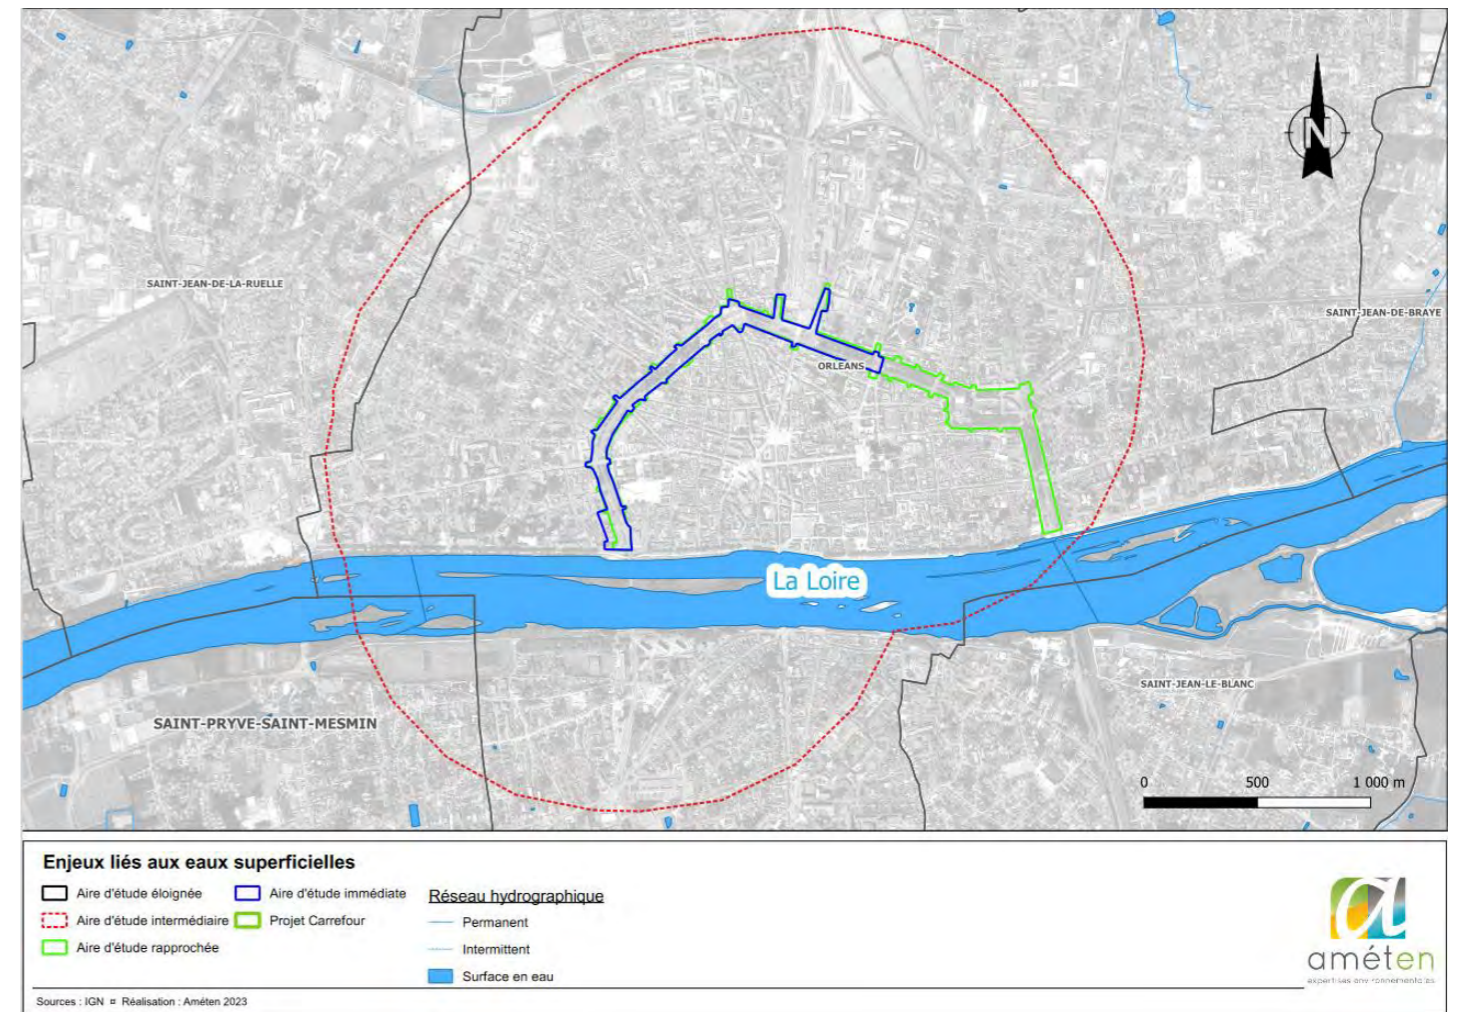 N
SAINT-JEAN-DE-LA-RUELLE
SAINT-JEAN-DE-BRAYE
ORLEANS
La Loire
SAINT-JEAN-LE-BLANC
SAINT-PRYVE-SAINT-MESMIN
0 500 1 000 m
Enjeux liés aux eaux superficielles
Aire d'étude éloignée
Aire d'étude intermédiaire
Aire d'étude rapprochée
Aire d'étude immédiate
Projet Carrefour
Réseau hydrographique
Permanent
Intermittent
Surface en eau
améten
expertises environnementales
Sources : IGN ¤ Réalisation : Améten 2023